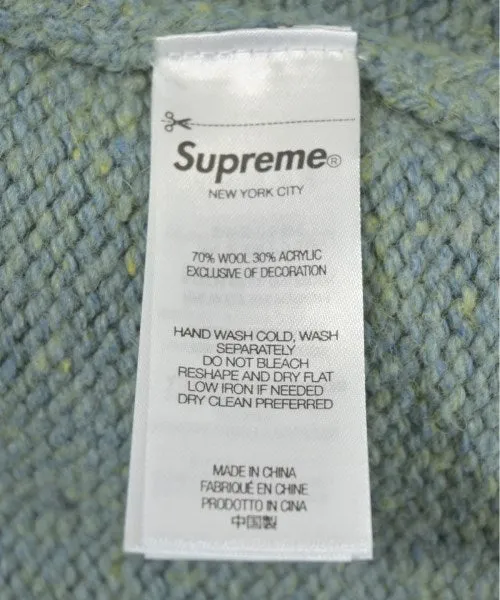 Supreme®
NEW YORK CITY
70% WOOL 30% ACRYLIC
EXCLUSIVE OF DECORATION
HAND WASH COLD, WASH
SEPARATELY
DO NOT BLEACH
RESHAPE AND DRY FLAT
LOW IRON IF NEEDED
DRY CLEAN PREFERRED
MADE IN CHINA
FABRIQUÉ EN CHINE
PRODOTTO IN CINA
中国製